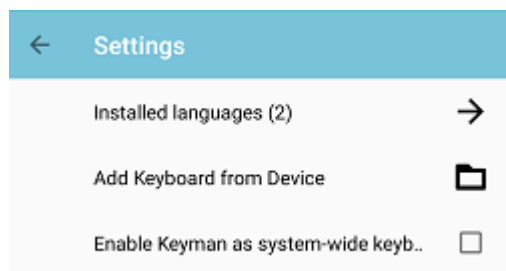 Settings
Installed languages (2)
Add Keyboard from Device
Enable Keyman as system-wide keyb..